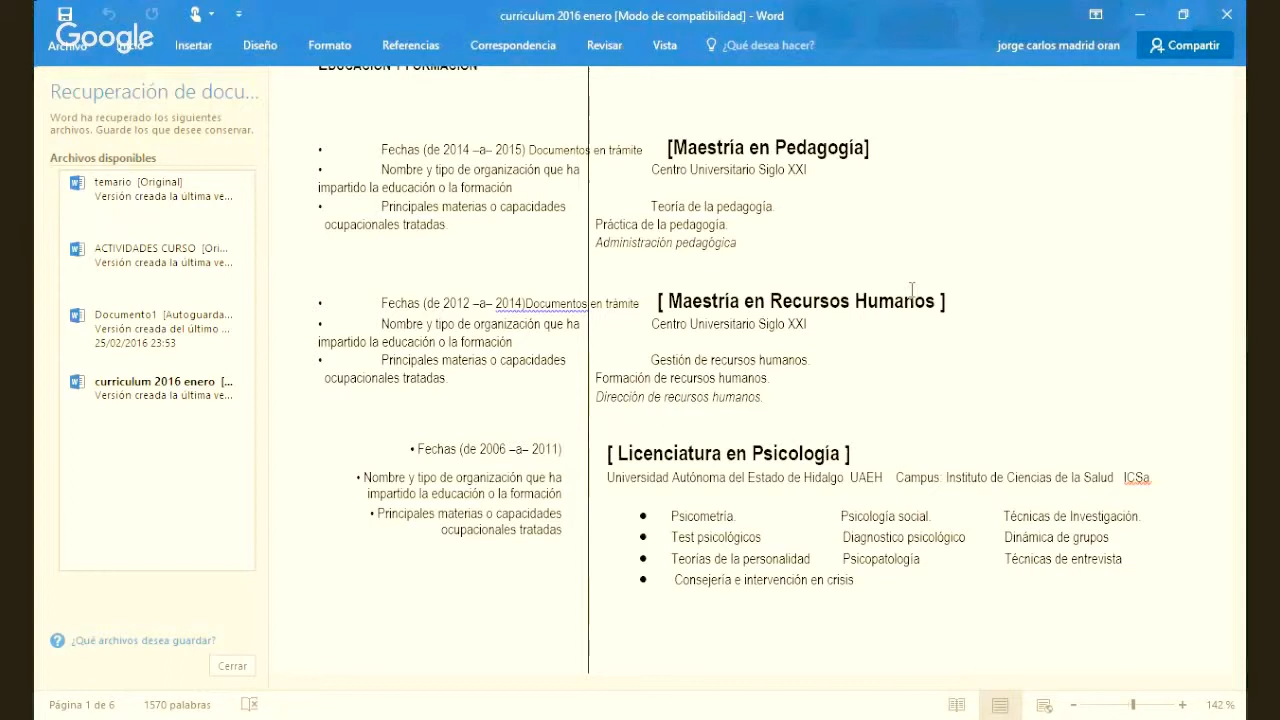 curriculum 2016 enero [Modo de compatibilidad] - Word
Google
Archivo Inicio Insertar Diseño Formato Referencias Correspondencia Revisar Vista ¿Qué desea hacer? jorge carlos madrid oran Compartir
Recuperación de docu...
Word ha recuperado los siguientes
archivos. Guarde los que desee conservar.
Archivos disponibles
temario [Original]
Versión creada la última ve...
ACTIVIDADES CURSO [Ori...
Versión creada la última ve...
Documento1 [Autoguarda...
Versión creada del último ...
25/02/2016 23:53
curriculum 2016 enero [...
Versión creada la última ve...
¿Qué archivos desea guardar?
Cerrar
EDUCACIÓN Y FORMACIÓN
• Fechas (de 2014 –a– 2015) Documentos en trámite [Maestría en Pedagogía]
• Nombre y tipo de organización que ha Centro Universitario Siglo XXI
impartido la educación o la formación
• Principales materias o capacidades Teoría de la pedagogía.
ocupacionales tratadas Práctica de la pedagogía.
Administración pedagógica
• Fechas (de 2012 –a– 2014)Documentos en trámite [ Maestría en Recursos Humanos ]
• Nombre y tipo de organización que ha Centro Universitario Siglo XXI
impartido la educación o la formación
• Principales materias o capacidades Gestión de recursos humanos.
ocupacionales tratadas Formación de recursos humanos.
Dirección de recursos humanos.
• Fechas (de 2006 –a– 2011) [ Licenciatura en Psicología ]
• Nombre y tipo de organización que ha Universidad Autónoma del Estado de Hidalgo UAEH Campus: Instituto de Ciencias de la Salud ICSa.
impartido la educación o la formación
• Principales materias o capacidades
ocupacionales tratadas
● Psicometría. Psicología social. Técnicas de Investigación.
● Test psicológicos Diagnostico psicológico Dinámica de grupos
● Teorías de la personalidad Psicopatología Técnicas de entrevista
● Consejería e intervención en crisis
Página 1 de 6 1570 palabras 142 %